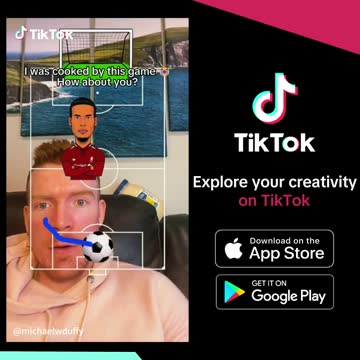 TikTok
I was cooked by this game
How about you?
@michaelwduffy
TikTok
Explore your creativity
on TikTok
Download on the
App Store
GET IT ON
Google Play